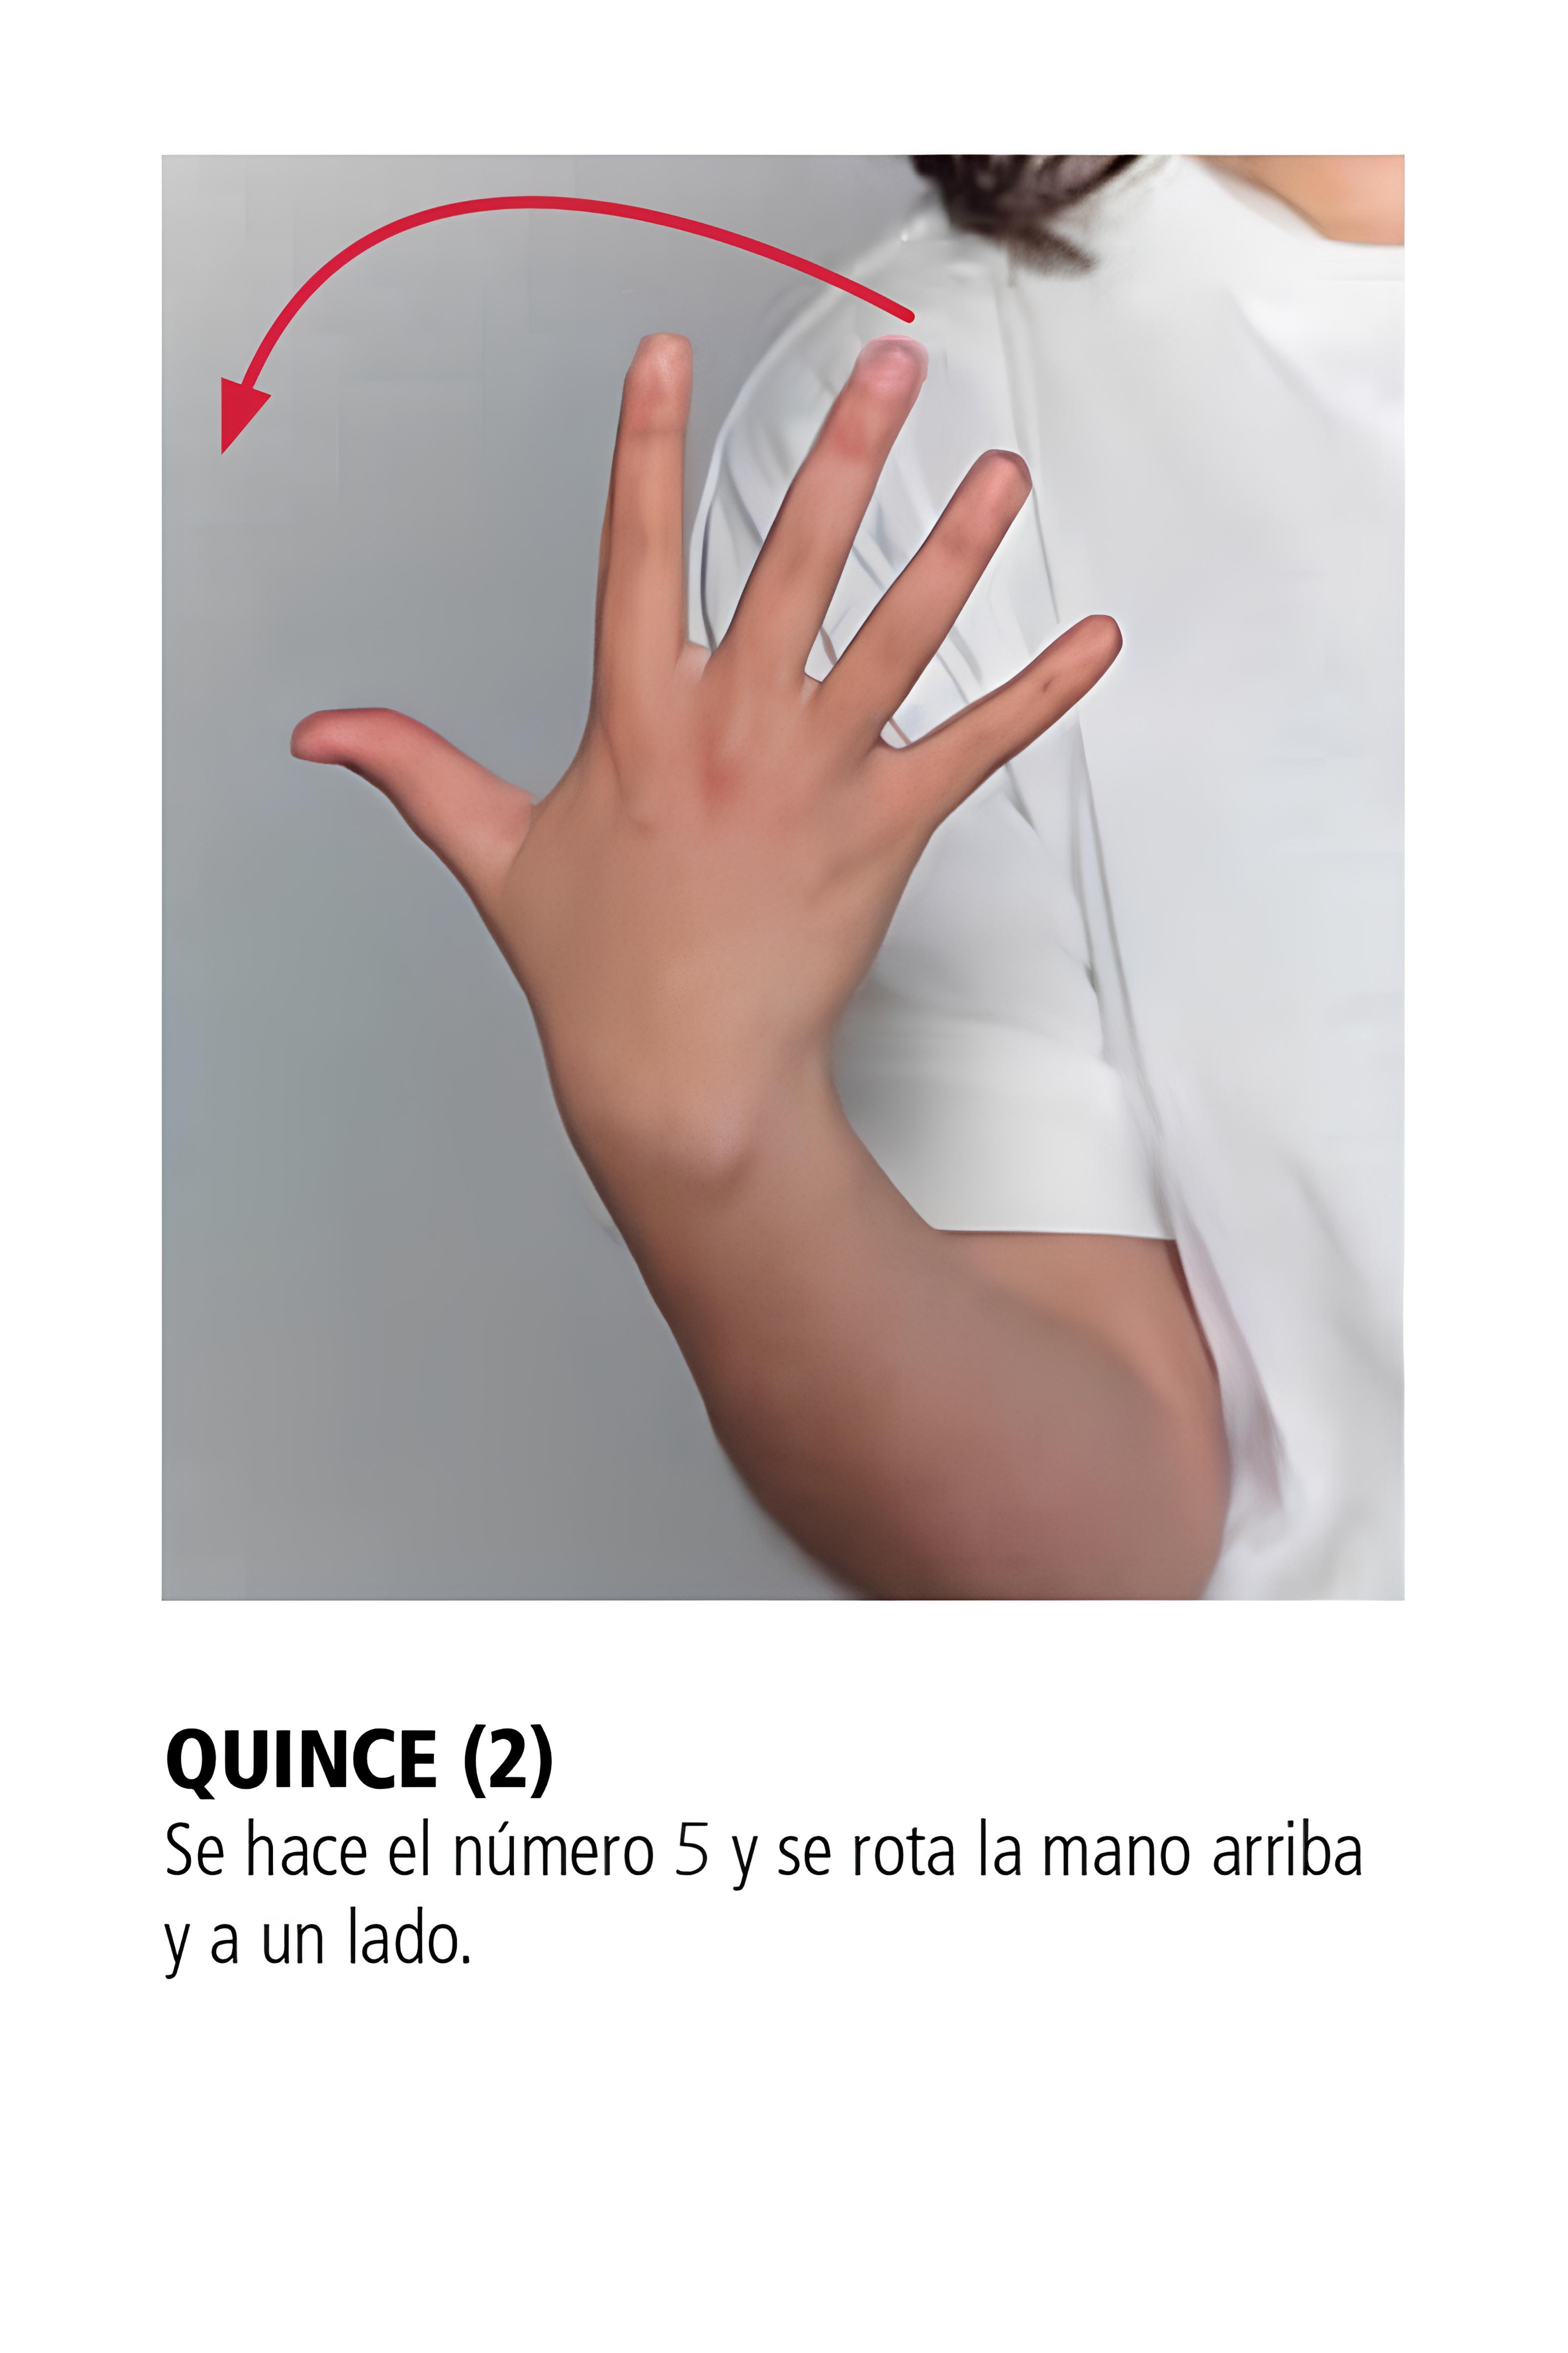 QUINCE (2)
Se hace el número 5 y se rota la mano arriba
y a un lado.